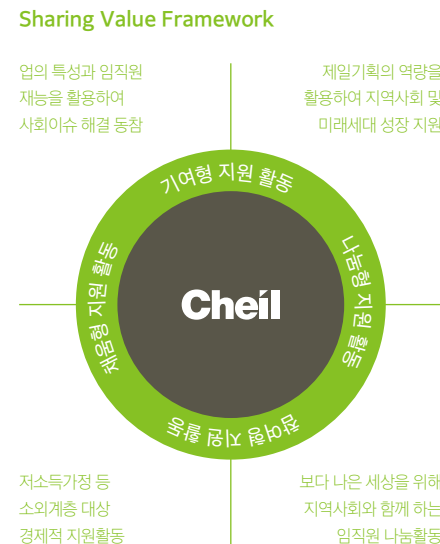 Sharing Value Framework
업의 특성과 임직원
재능을 활용하여
사회이슈 해결 동참
제일기획의 역량을
활용하여 지역사회 및
미래세대 성장 지원
기여형 지원 활동
나눔형 지원 활동
채움형 지원 활동
Cheil
참여형 지원 활동
저소득가정 등
소외계층 대상
경제적 지원활동
보다 나은 세상을 위해
지역사회와 함께 하는
임직원 나눔활동